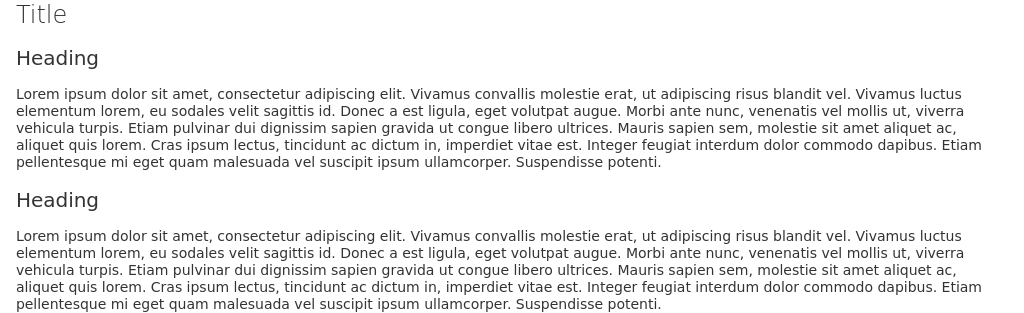 Title
Heading
Lorem ipsum dolor sit amet, consectetur adipiscing elit. Vivamus convallis molestie erat, ut adipiscing risus blandit vel. Vivamus luctus
elementum lorem, eu sodales velit sagittis id. Donec a est ligula, eget volutpat augue. Morbi ante nunc, venenatis vel mollis ut, viverra
vehicula turpis. Etiam pulvinar dui dignissim sapien gravida ut congue libero ultrices. Mauris sapien sem, molestie sit amet aliquet ac,
aliquet quis lorem. Cras ipsum lectus, tincidunt ac dictum in, imperdiet vitae est. Integer feugiat interdum dolor commodo dapibus. Etiam
pellentesque mi eget quam malesuada vel suscipit ipsum ullamcorper. Suspendisse potenti.
Heading
Lorem ipsum dolor sit amet, consectetur adipiscing elit. Vivamus convallis molestie erat, ut adipiscing risus blandit vel. Vivamus luctus
elementum lorem, eu sodales velit sagittis id. Donec a est ligula, eget volutpat augue. Morbi ante nunc, venenatis vel mollis ut, viverra
vehicula turpis. Etiam pulvinar dui dignissim sapien gravida ut congue libero ultrices. Mauris sapien sem, molestie sit amet aliquet ac,
aliquet quis lorem. Cras ipsum lectus, tincidunt ac dictum in, imperdiet vitae est. Integer feugiat interdum dolor commodo dapibus. Etiam
pellentesque mi eget quam malesuada vel suscipit ipsum ullamcorper. Suspendisse potenti.